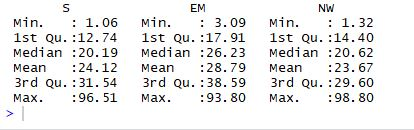 S EM NW
Min. : 1.06 Min. : 3.09 Min. : 1.32
1st Qu.:12.74 1st Qu.:17.91 1st Qu.:14.40
Median :20.19 Median :26.23 Median :20.62
Mean :24.12 Mean :28.79 Mean :23.67
3rd Qu.:31.54 3rd Qu.:38.59 3rd Qu.:29.60
Max. :96.51 Max. :93.80 Max. :98.80
>